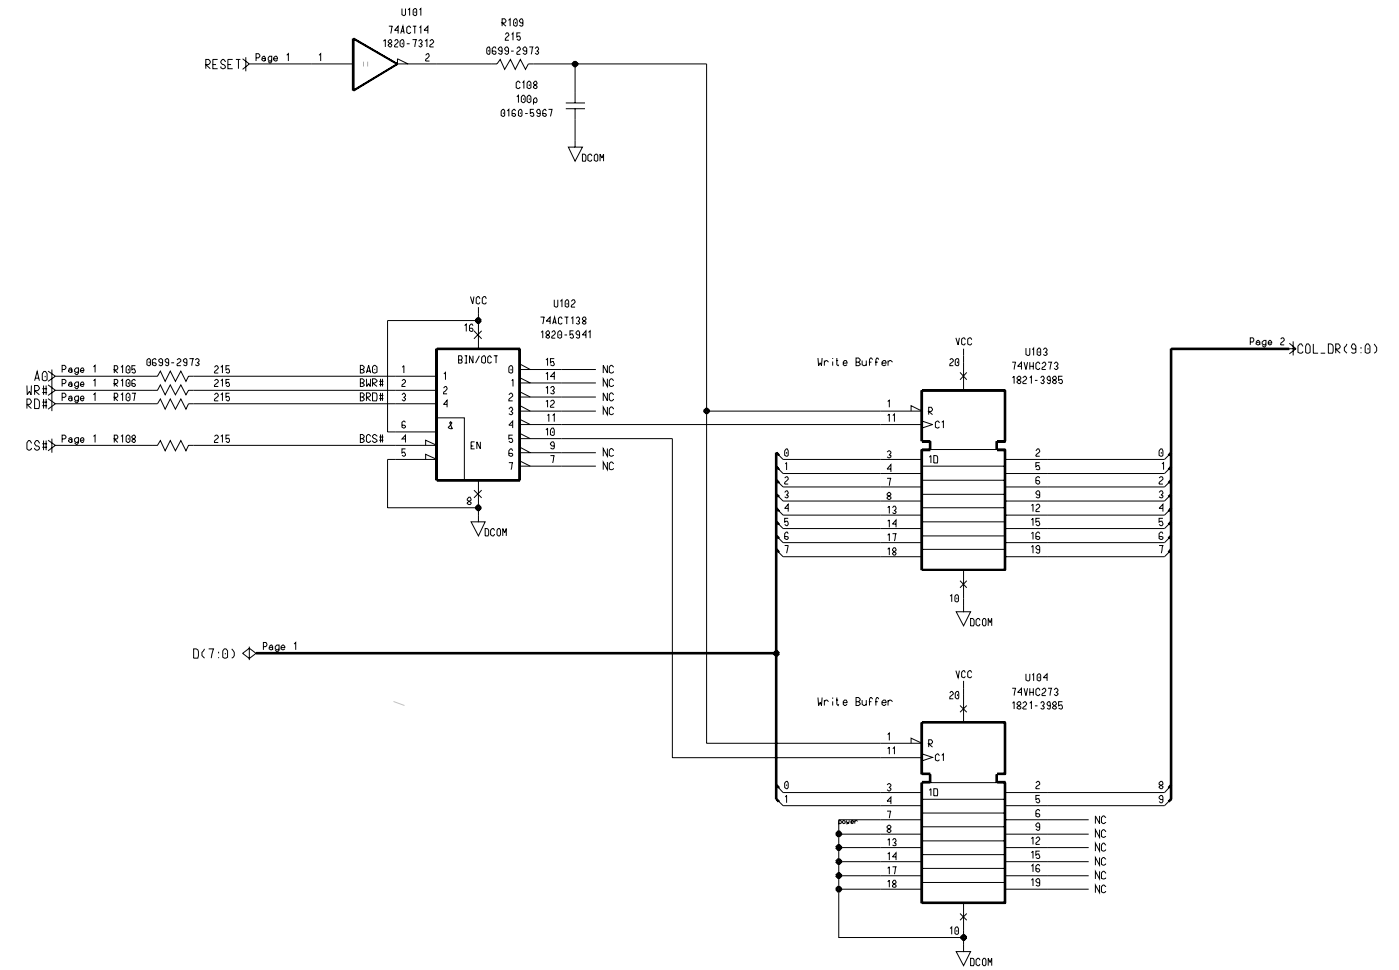 U101
74ACT14
1820-7312
R109
215
0699-2973
RESET
Page 1
1
2
C108
100p
0160-5967
DCOM
VCC
16
U102
74ACT138
1820-5941
BIN/OCT
0699-2973
A0 Page 1 R105 215 BA0 1 1
WR# Page 1 R106 215 BWR# 2 2
RD# Page 1 R107 215 BRD# 3 4
6 &
CS# Page 1 R108 215 BCS# 4
5
EN
0 15 NC
1 14 NC
2 13 NC
3 12 NC
4 11
5 10
6 9 NC
7 7 NC
8
DCOM
Write Buffer
VCC
20
U103
74VHC273
1821-3985
Page 2
COL_DR(9:0)
1 R
11 C1
0 3 1D 2 0
1 4 5 1
2 7 6 2
3 8 9 3
4 13 12 4
5 14 15 5
6 17 16 6
7 18 19 7
10
DCOM
D(7:0)
Page 1
Write Buffer
VCC
20
U104
74VHC273
1821-3985
1 R
11 C1
0 3 1D 2 8
1 4 5 9
power 7 6 NC
8 9 NC
13 12 NC
14 15 NC
17 16 NC
18 19 NC
10
DCOM